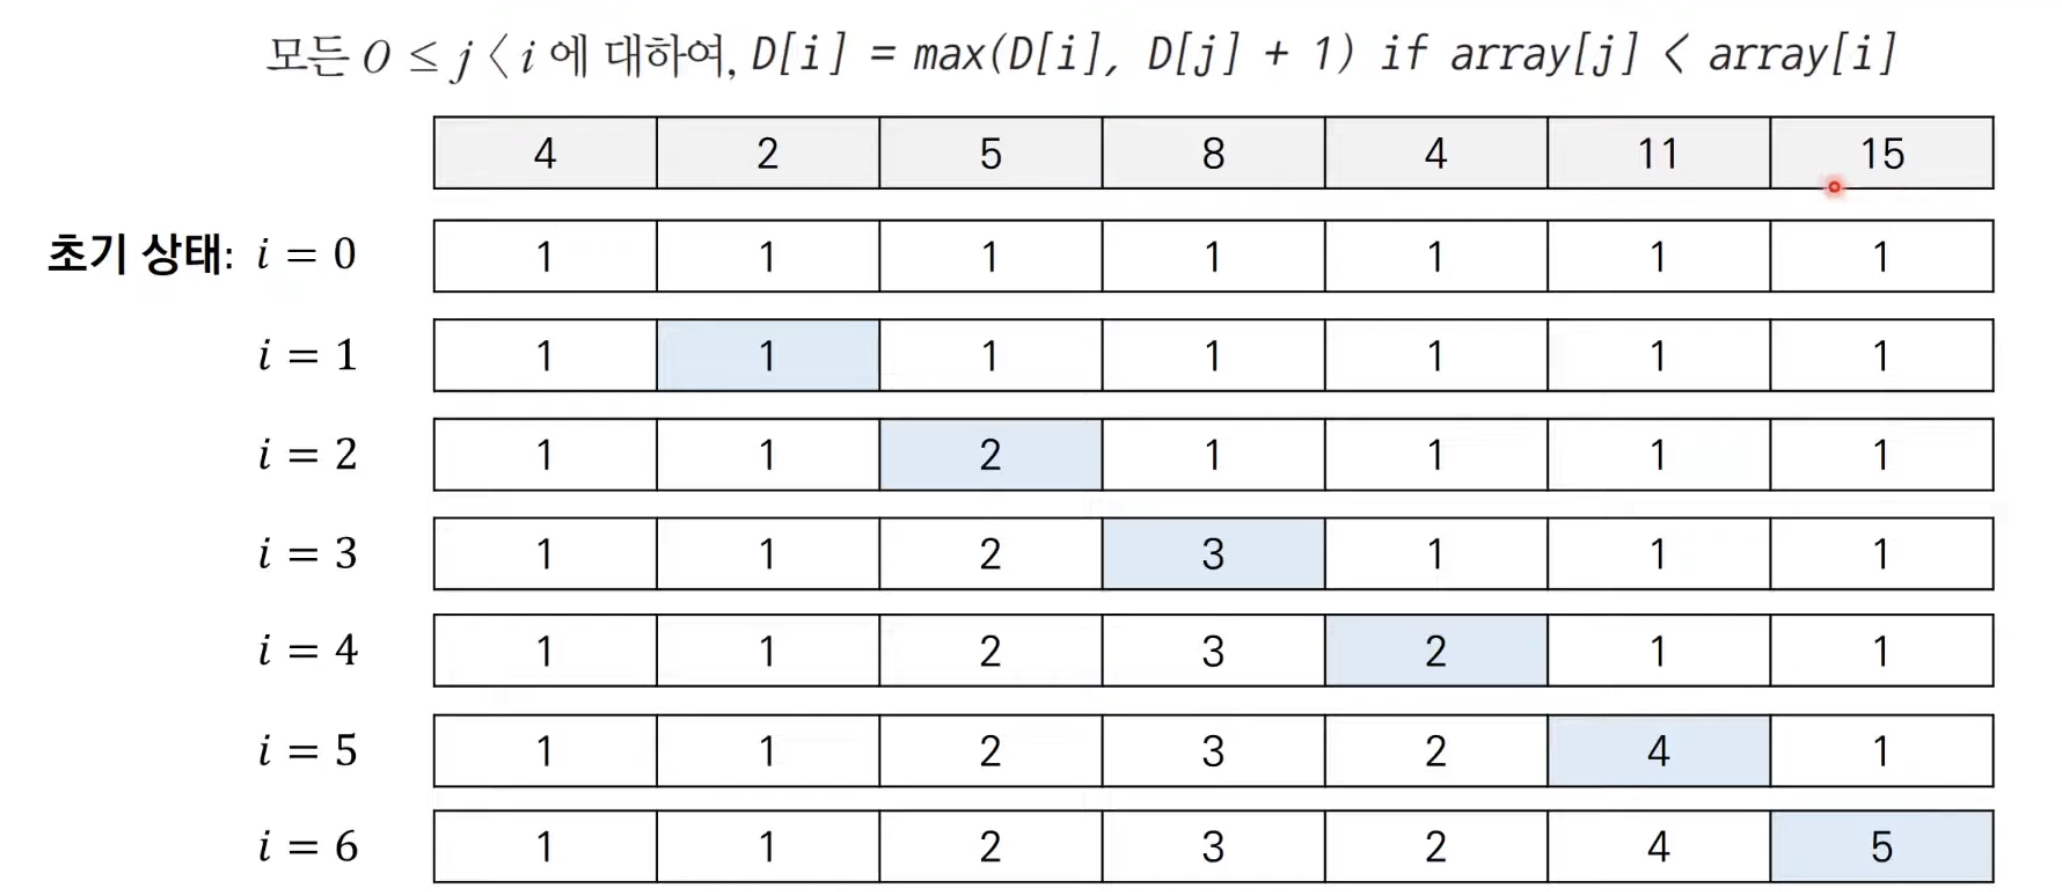 모든 0 ≤ j < i 에 대하여, D[i] = max(D[i], D[j] + 1) if array[j] < array[i]
4 2 5 8 4 11 15
초기 상태: i = 0 1 1 1 1 1 1 1
i = 1 1 1 1 1 1 1 1
i = 2 1 1 2 1 1 1 1
i = 3 1 1 2 3 1 1 1
i = 4 1 1 2 3 2 1 1
i = 5 1 1 2 3 2 4 1
i = 6 1 1 2 3 2 4 5